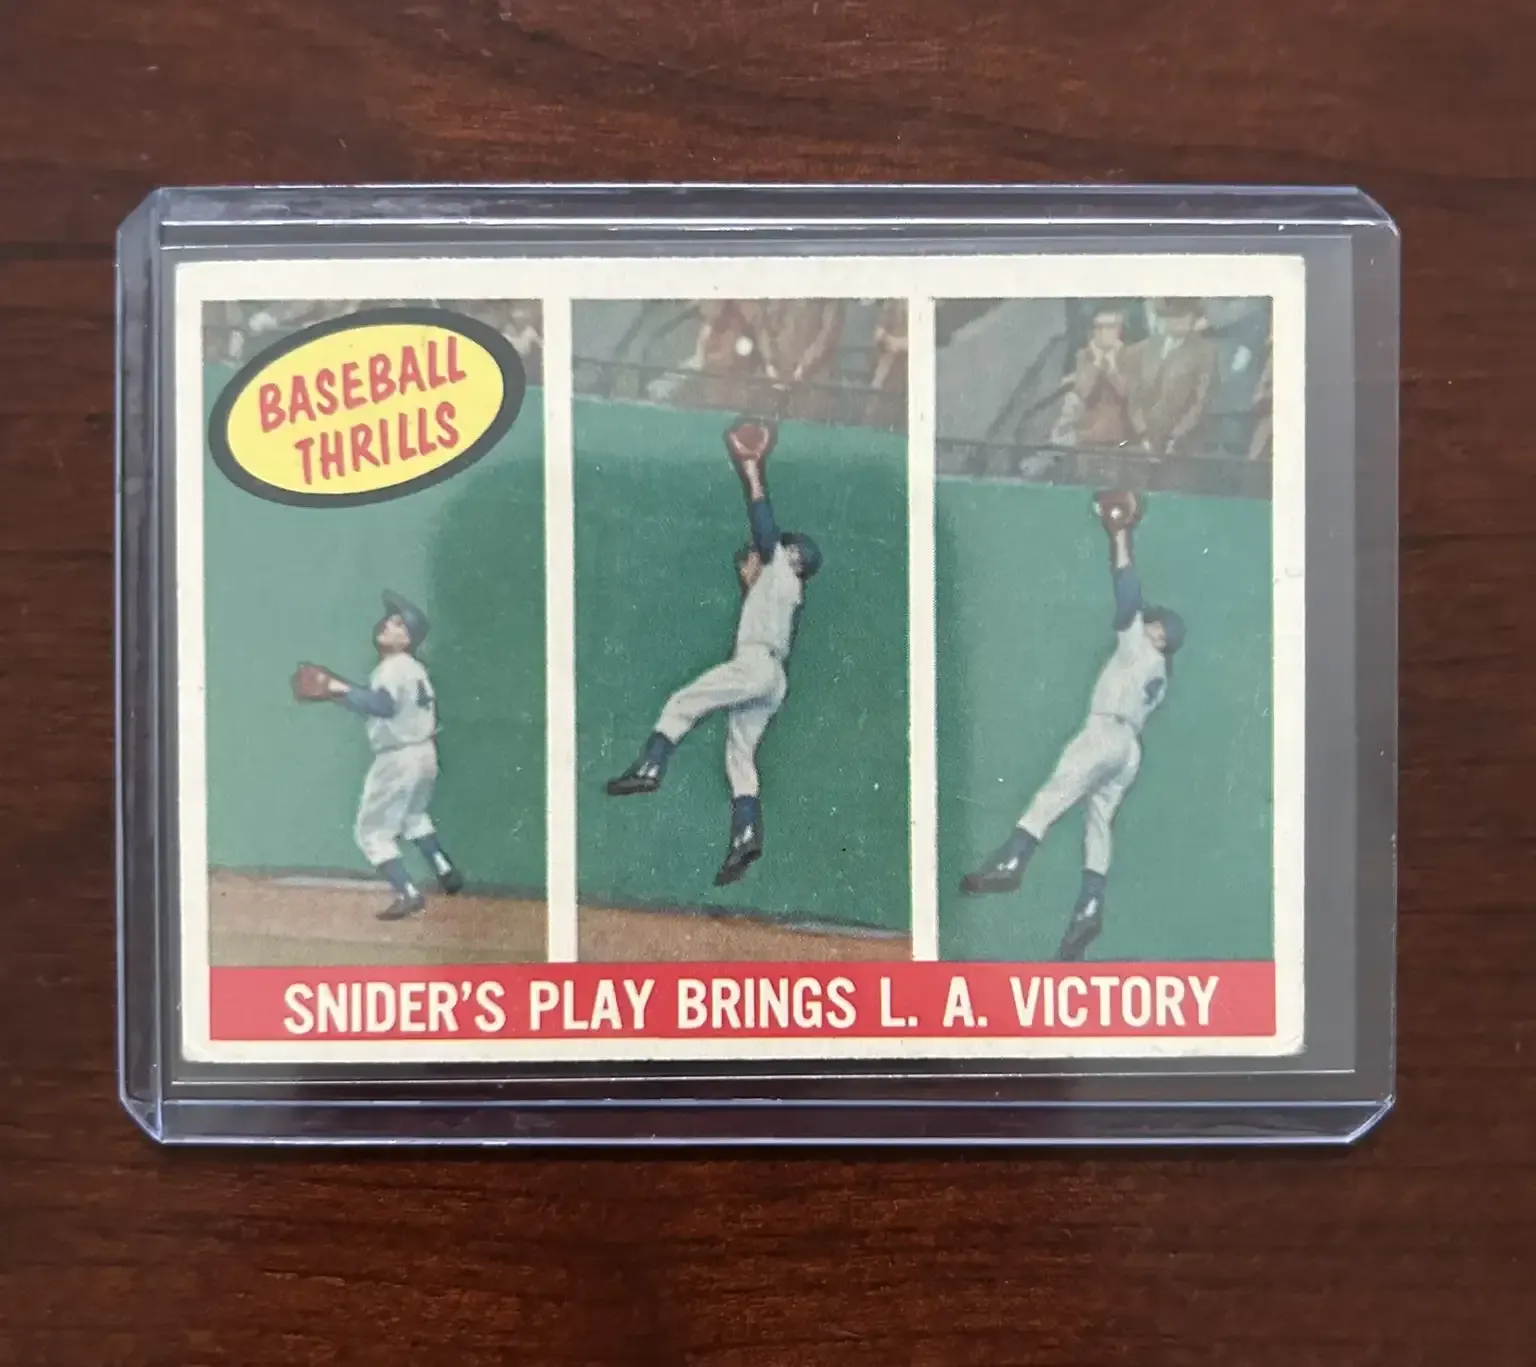 BASEBALL
THRILLS
SNIDER'S PLAY BRINGS L. A. VICTORY